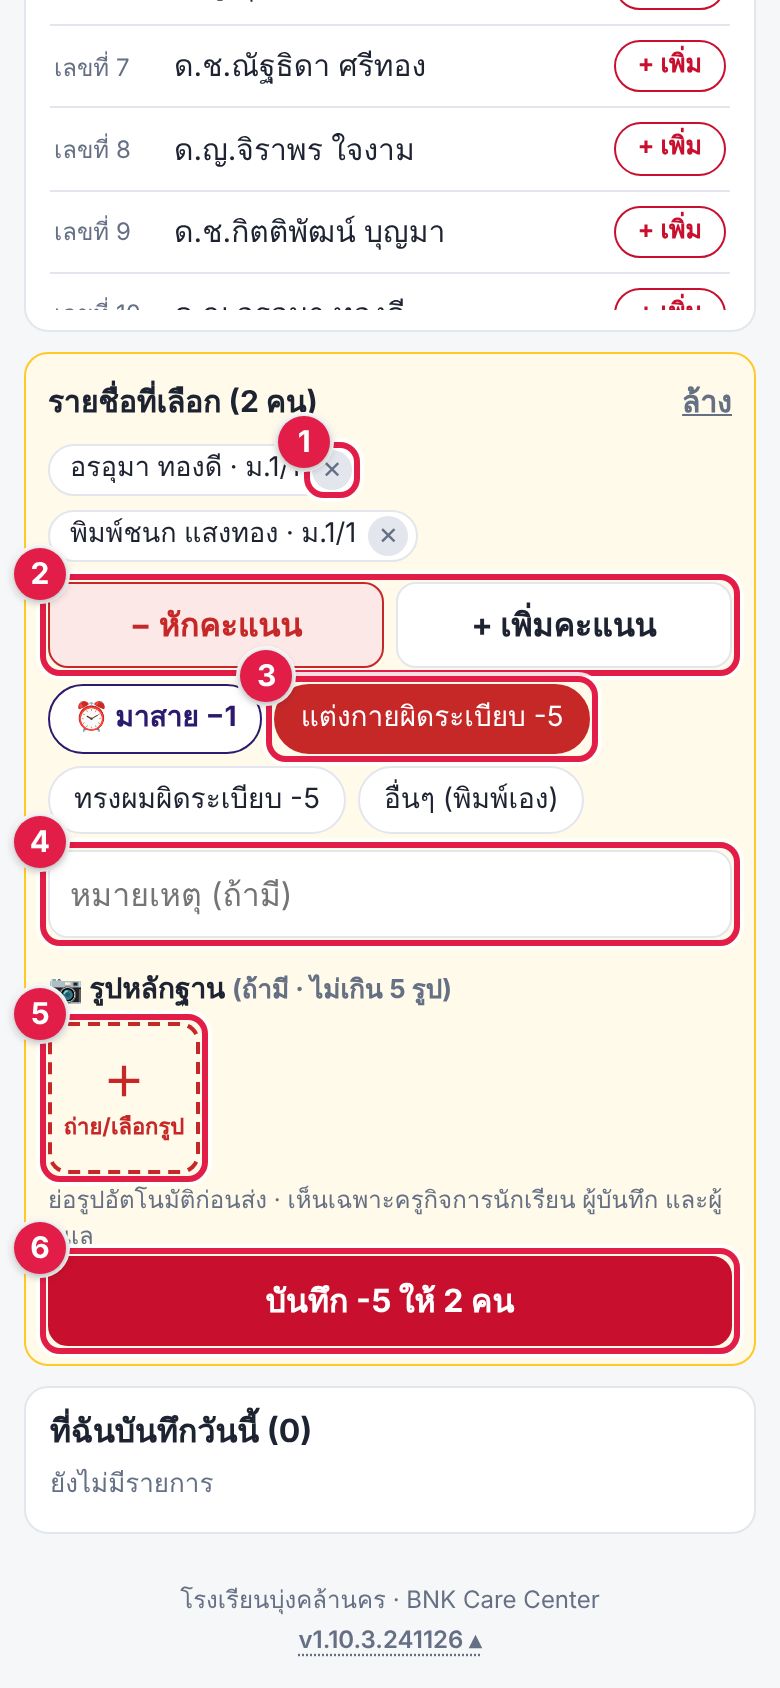 เลขที่ 7 ด.ช.ณัฐธิดา ศรีทอง + เพิ่ม
เลขที่ 8 ด.ญ.จิราพร ใจงาม + เพิ่ม
เลขที่ 9 ด.ช.กิตติพัฒน์ บุญมา + เพิ่ม
รายชื่อที่เลือก (2 คน) ล้าง
1
อรอุมา ทองดี · ม.1/1 ✕
พิมพ์ชนก แสงทอง · ม.1/1 ✕
2
− หักคะแนน + เพิ่มคะแนน
3
⏰ มาสาย −1 แต่งกายผิดระเบียบ -5
ทรงผมผิดระเบียบ -5 อื่นๆ (พิมพ์เอง)
4
หมายเหตุ (ถ้ามี)
📷 รูปหลักฐาน (ถ้ามี · ไม่เกิน 5 รูป)
5
+
ถ่าย/เลือกรูป
ย่อรูปอัตโนมัติก่อนส่ง · เห็นเฉพาะครูกิจการนักเรียน ผู้บันทึก และผู้
6
บันทึก -5 ให้ 2 คน
ที่ฉันบันทึกวันนี้ (0)
ยังไม่มีรายการ
โรงเรียนบุ่งคล้านคร · BNK Care Center
v1.10.3.241126 ▲